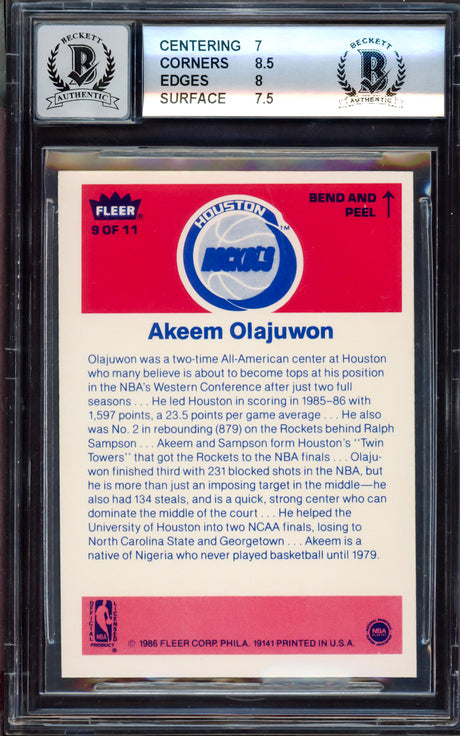 BECKETT
B
AUTHENTIC
CENTERING 7
CORNERS 8.5
EDGES 8
SURFACE 7.5
BECKETT
B
AUTHENTIC
FLEER®
9 OF 11
HOUSTON
ROCKETS
™
BEND AND
PEEL
Akeem Olajuwon
Olajuwon was a two-time All-American center at Houston
who many believe is about to become tops at his position
in the NBA's Western Conference after just two full
seasons . . . He led Houston in scoring in 1985–86 with
1,597 points, a 23.5 points per game average . . . He also
was No. 2 in rebounding (879) on the Rockets behind Ralph
Sampson . . . Akeem and Sampson form Houston's "Twin
Towers" that got the Rockets to the NBA finals . . . Olaju-
won finished third with 231 blocked shots in the NBA, but
he is more than just an imposing target in the middle—he
also had 134 steals, and is a quick, strong center who can
dominate the middle of the court . . . He helped the
University of Houston into two NCAA finals, losing to
North Carolina State and Georgetown . . . Akeem is a
native of Nigeria who never played basketball until 1979.
OFFICIAL LICENSED
NBA
PRODUCT
© 1986 FLEER CORP. PHILA. 19141 PRINTED IN U.S.A.
NBA